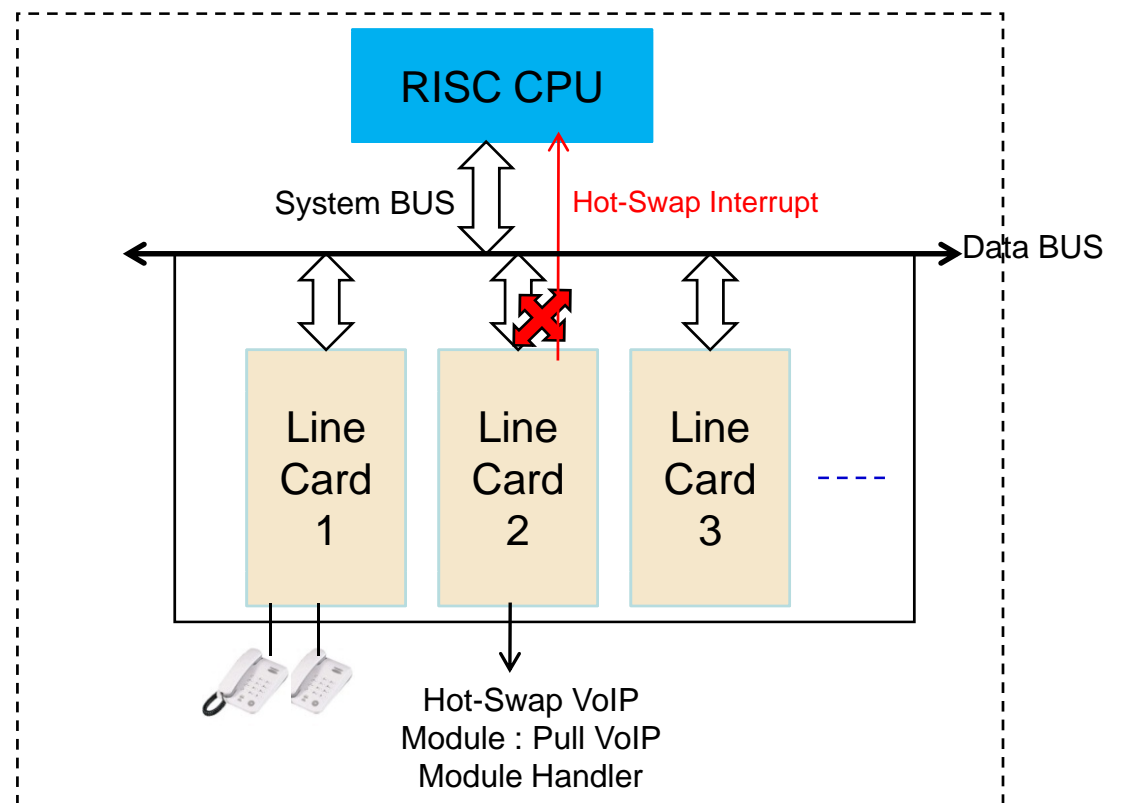 RISC CPU
System BUS
Hot-Swap Interrupt
Data BUS
Line
Card
1
Line
Card
2
Line
Card
3
Hot-Swap VoIP
Module : Pull VoIP
Module Handler